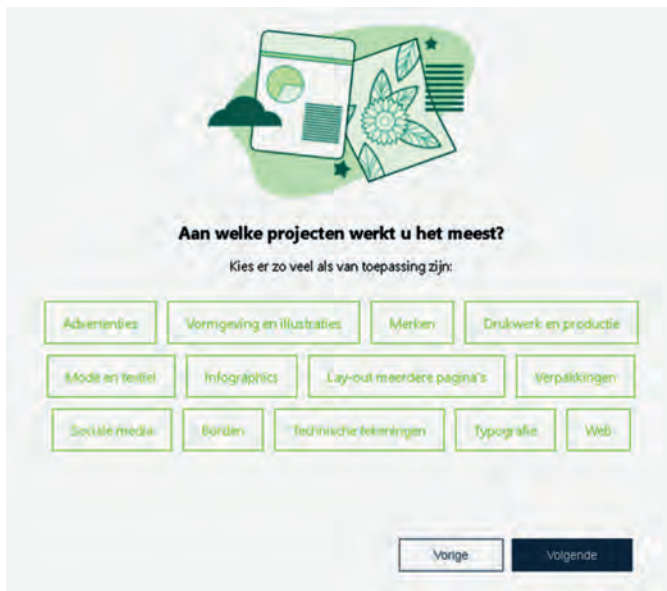 Aan welke projecten werkt u het meest?
Kies er zo veel als van toepassing zijn:
Advertenties Vormgeving en illustraties Merken Drukwerk en productie
Mode en textiel Infographics Lay-out meerdere pagina's Verpakkingen
Sociale media Borden Technische tekeningen Typografie Web
Vorige Volgende